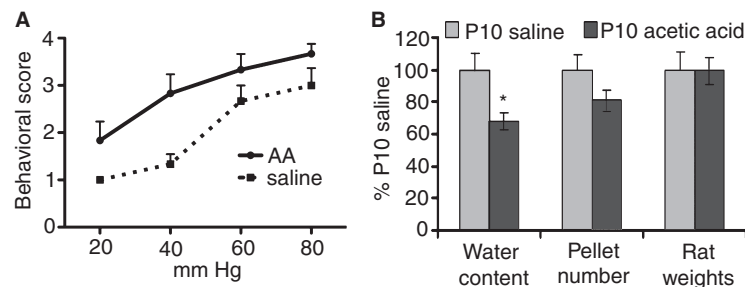 A
Behavioral score
4
3
2
1
0
AA
saline
20 40 60 80
mm Hg
B
P10 saline P10 acetic acid
% P10 saline
120
100
80
60
40
20
0
*
Water content
Pellet number
Rat weights